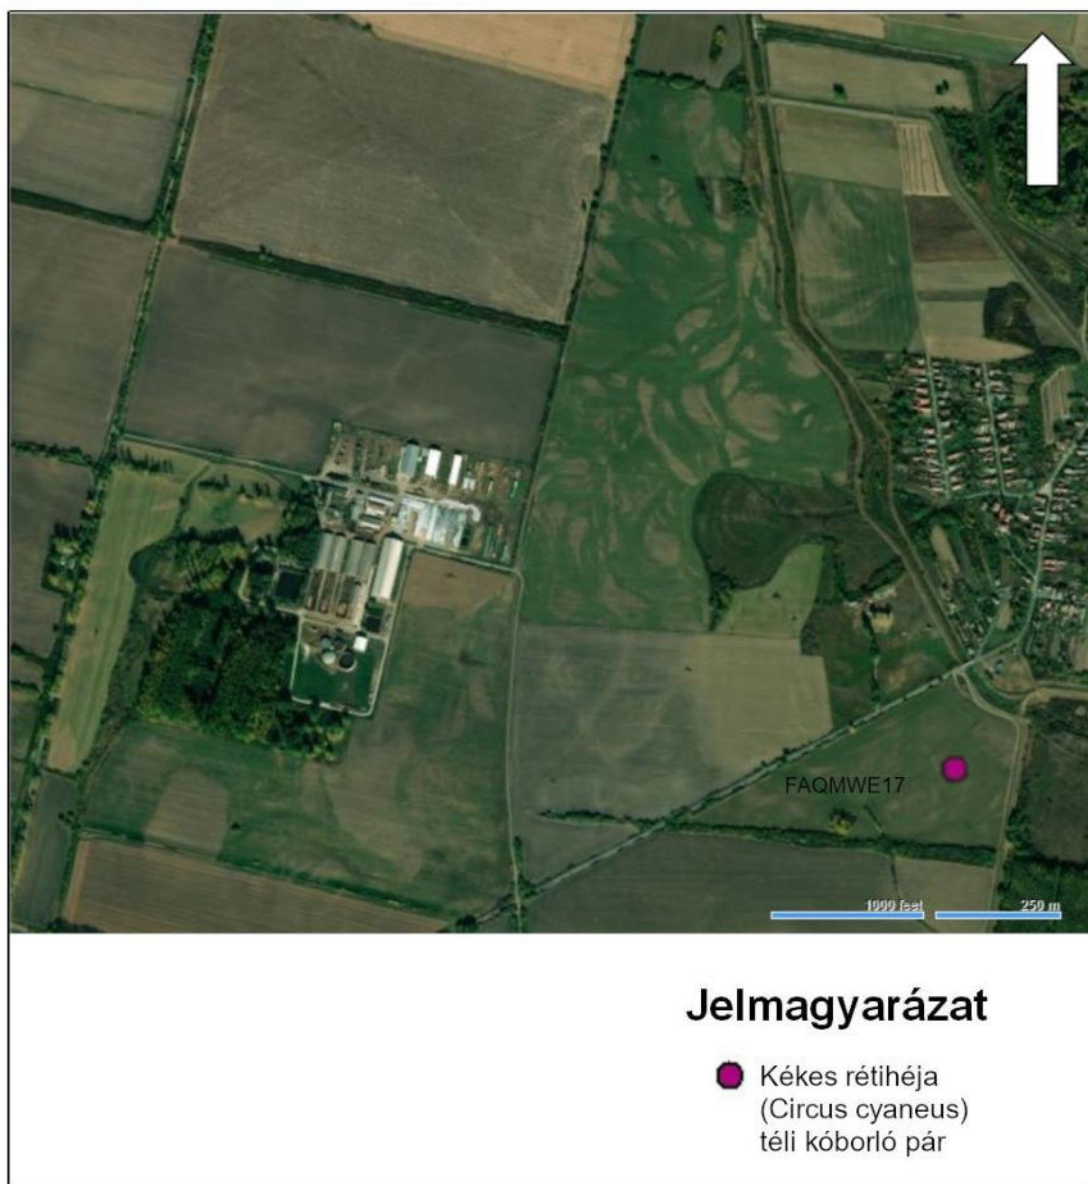 FAQMWE17
1000 feet
250 m
Jelmagyarázat
Kékes rétihéja
(Circus cyaneus)
téli kóborló pár